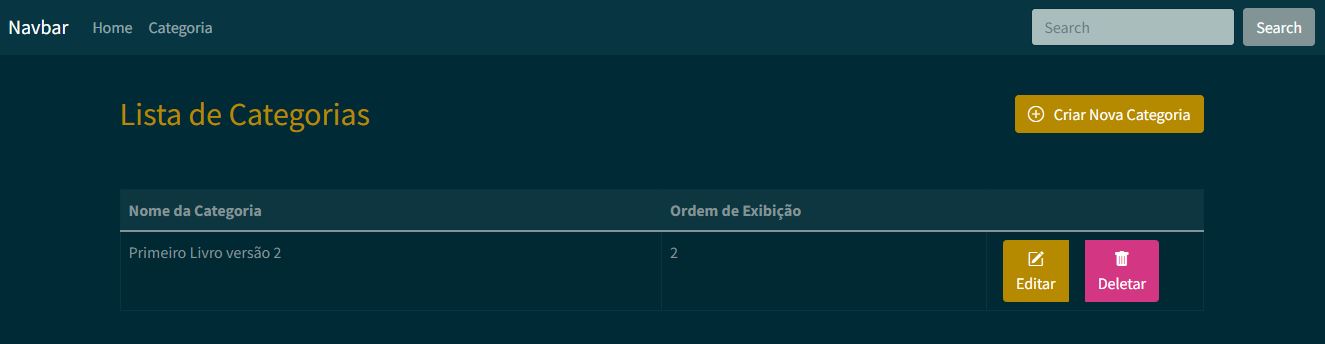 Navbar Home Categoria Search Search
Lista de Categorias Criar Nova Categoria
Nome da Categoria Ordem de Exibição
Primeiro Livro versão 2 2
Editar Deletar